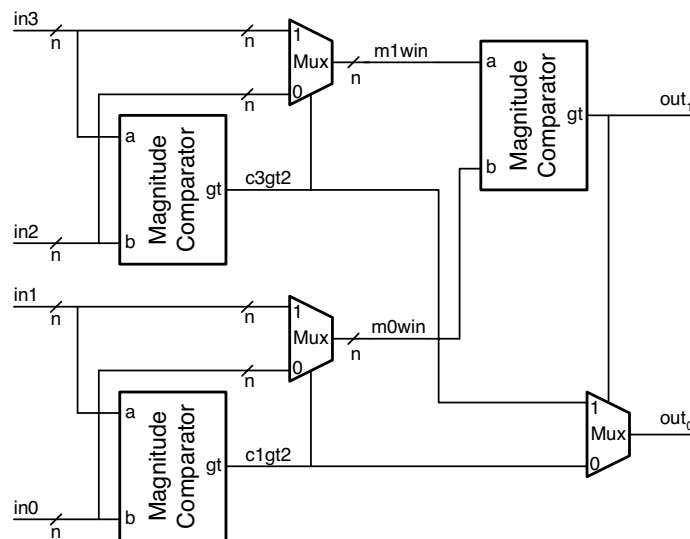 in3
n
n
1
Mux
m1win
n
0
n
a
Magnitude
Comparator
gt
out1
b
a
Magnitude
Comparator
gt
c3gt2
in2
n
b
in1
n
n
1
Mux
m0win
n
0
n
a
Magnitude
Comparator
gt
c1gt2
in0
n
b
1
Mux
out0
0